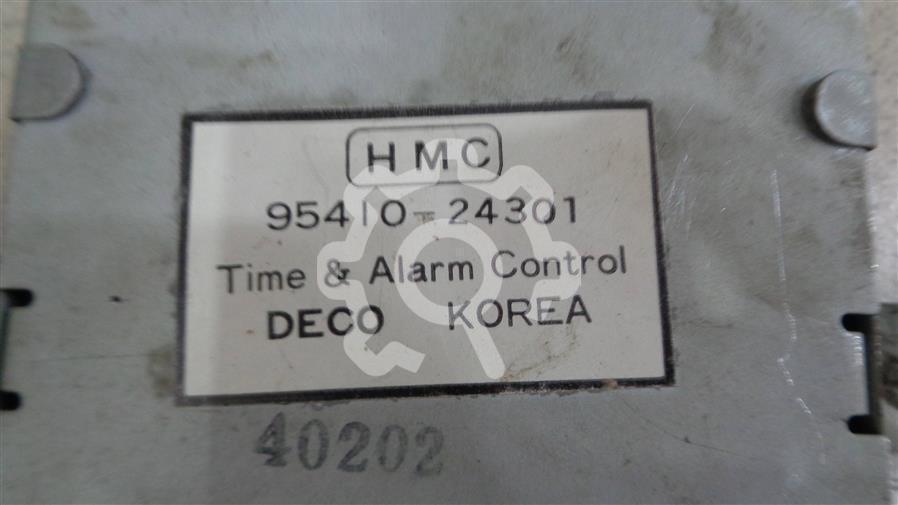 HMC
95410-24301
Time & Alarm Control
DECO KOREA
40202